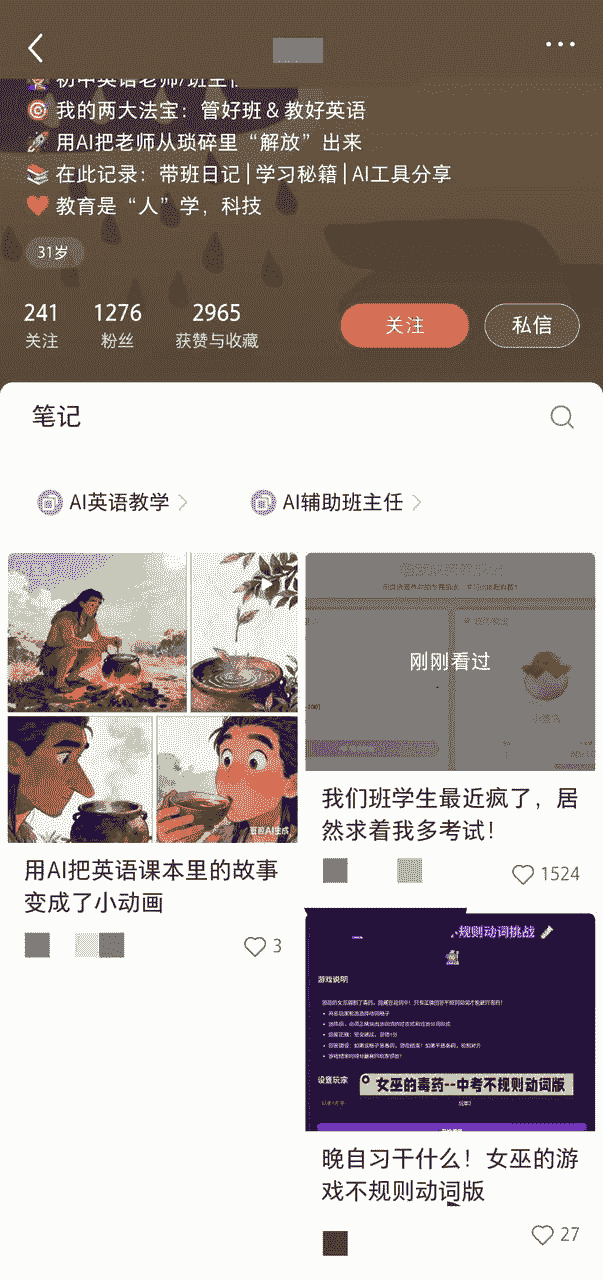 初中英语老师/班主任
🎯 我的两大法宝：管好班＆教好英语
🚀 用AI把老师从琐碎里“解放”出来
📚 在此记录：带班日记|学习秘籍|AI工具分享
❤️ 教育是“人”学，科技
31岁
241 1276 2965
关注 粉丝 获赞与收藏
关注 私信
笔记
AI英语教学 AI辅助班主任
刚刚看过
用AI把英语课本里的故事
变成了小动画
3
我们班学生最近疯了，居
然求着我多考试！
1524
规则动词挑战
游戏说明
设置玩家
女巫的毒药--中考不规则动词版
晚自习干什么！女巫的游
戏不规则动词版
27